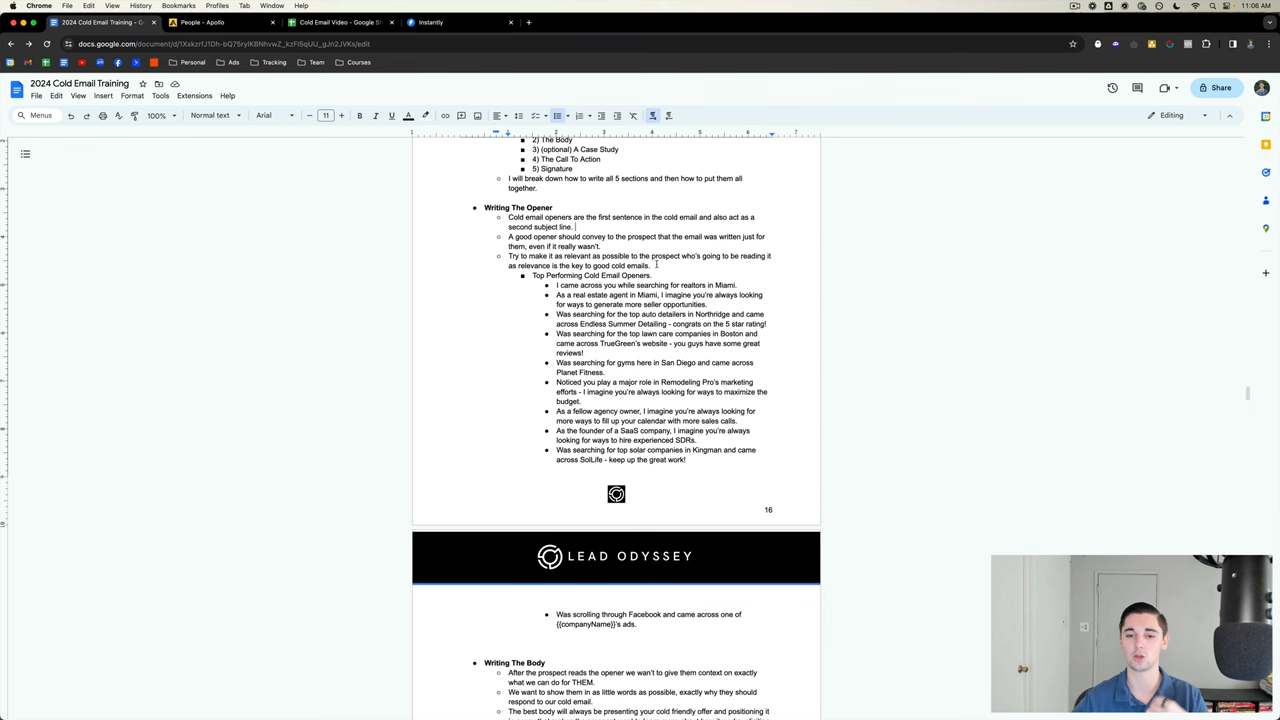 Chrome File Edit View History Bookmarks Profiles Tab Window Help
11:06 AM
2024 Cold Email Training - G
People - Apollo
Cold Email Video - Google Sh
Instantly
Personal Ads Tracking Team Courses
2024 Cold Email Training
File Edit View Insert Format Tools Extensions Help
Share
Menus 100% Normal text Arial 11 Editing
2) The Body
3) (optional) A Case Study
4) The Call To Action
5) Signature
I will break down how to write all 5 sections and then how to put them all
together.
Writing The Opener
Cold email openers are the first sentence in the cold email and also act as a
second subject line.
A good opener should convey to the prospect that the email was written just for
them, even if it really wasn't.
Try to make it as relevant as possible to the prospect who's going to be reading it
as relevance is the key to good cold emails.
Top Performing Cold Email Openers.
I came across you while searching for realtors in Miami.
As a real estate agent in Miami, I imagine you're always looking
for ways to generate more seller opportunities.
Was searching for the top auto detailers in Northridge and came
across Endless Summer Detailing - congrats on the 5 star rating!
Was searching for the top lawn care companies in Boston and
came across TrueGreen's website - you guys have some great
reviews!
Was searching for gyms here in San Diego and came across
Planet Fitness.
Noticed you play a major role in Remodeling Pro's marketing
efforts - I imagine you're always looking for ways to maximize the
budget.
As a fellow agency owner, I imagine you're always looking for
more ways to fill up your calendar with more sales calls.
As the founder of a SaaS company, I imagine you're always
looking for ways to hire experienced SDRs.
Was searching for top solar companies in Kingman and came
across SolLife - keep up the great work!
16
LEAD ODYSSEY
Was scrolling through Facebook and came across one of
{{companyName}}'s ads.
Writing The Body
After the prospect reads the opener we wan't to give them context on exactly
what we can do for THEM.
We want to show them in as little words as possible, exactly why they should
respond to our cold email.
The best body will always be presenting your cold friendly offer and positioning it